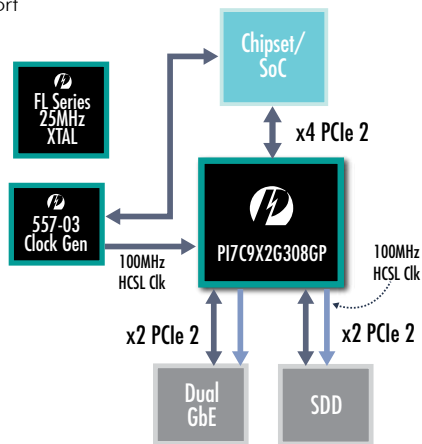 ort
Chipset/
SoC
FL Series
25MHz
XTAL
x4 PCIe 2
557-03
Clock Gen
PI7C9X2G308GP
100MHz
HCSL Clk
100MHz
HCSL Clk
x2 PCIe 2
x2 PCIe 2
Dual
GbE
SDD